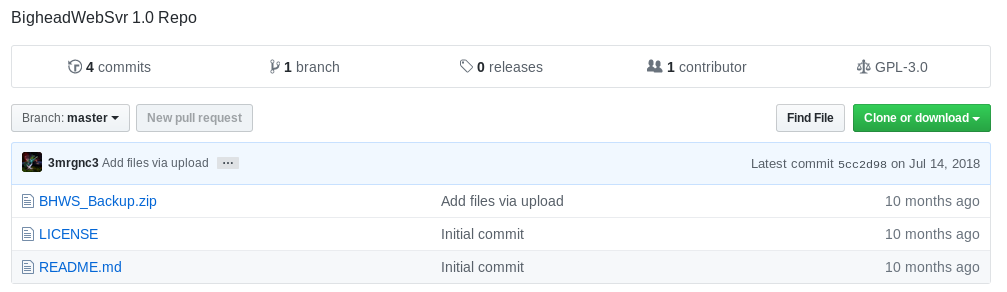 BigheadWebSvr 1.0 Repo
4 commits 1 branch 0 releases 1 contributor GPL-3.0
Branch: master New pull request Find File Clone or download
3mrgnc3 Add files via upload ... Latest commit 5cc2d98 on Jul 14, 2018
BHWS_Backup.zip Add files via upload 10 months ago
LICENSE Initial commit 10 months ago
README.md Initial commit 10 months ago